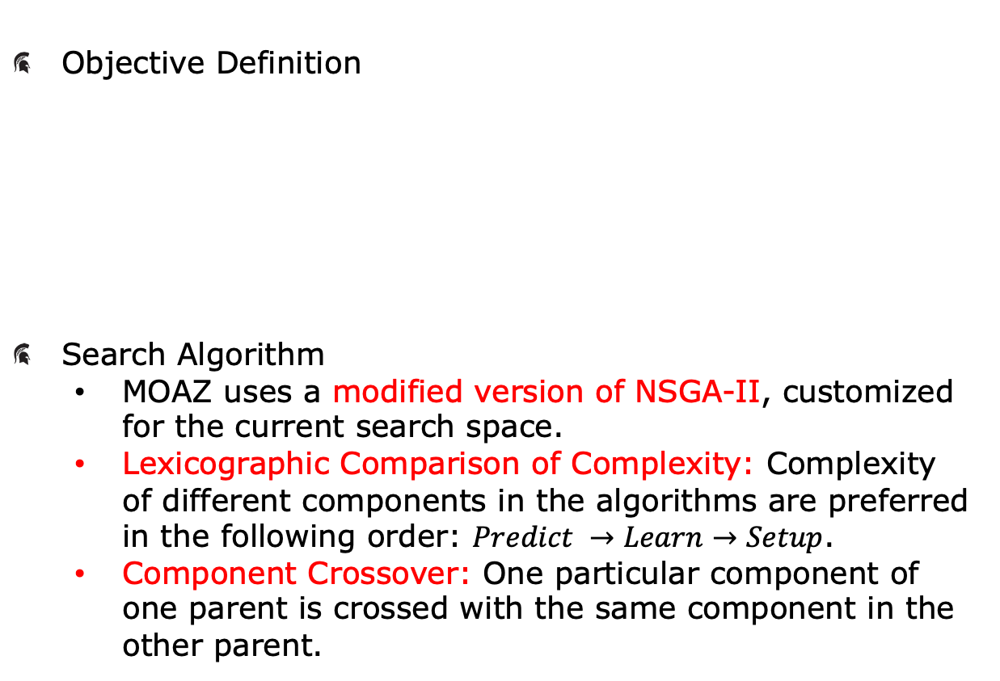 Objective Definition
Search Algorithm
• MOAZ uses a modified version of NSGA-II, customized
for the current search space.
• Lexicographic Comparison of Complexity: Complexity
of different components in the algorithms are preferred
in the following order: Predict → Learn → Setup.
• Component Crossover: One particular component of
one parent is crossed with the same component in the
other parent.